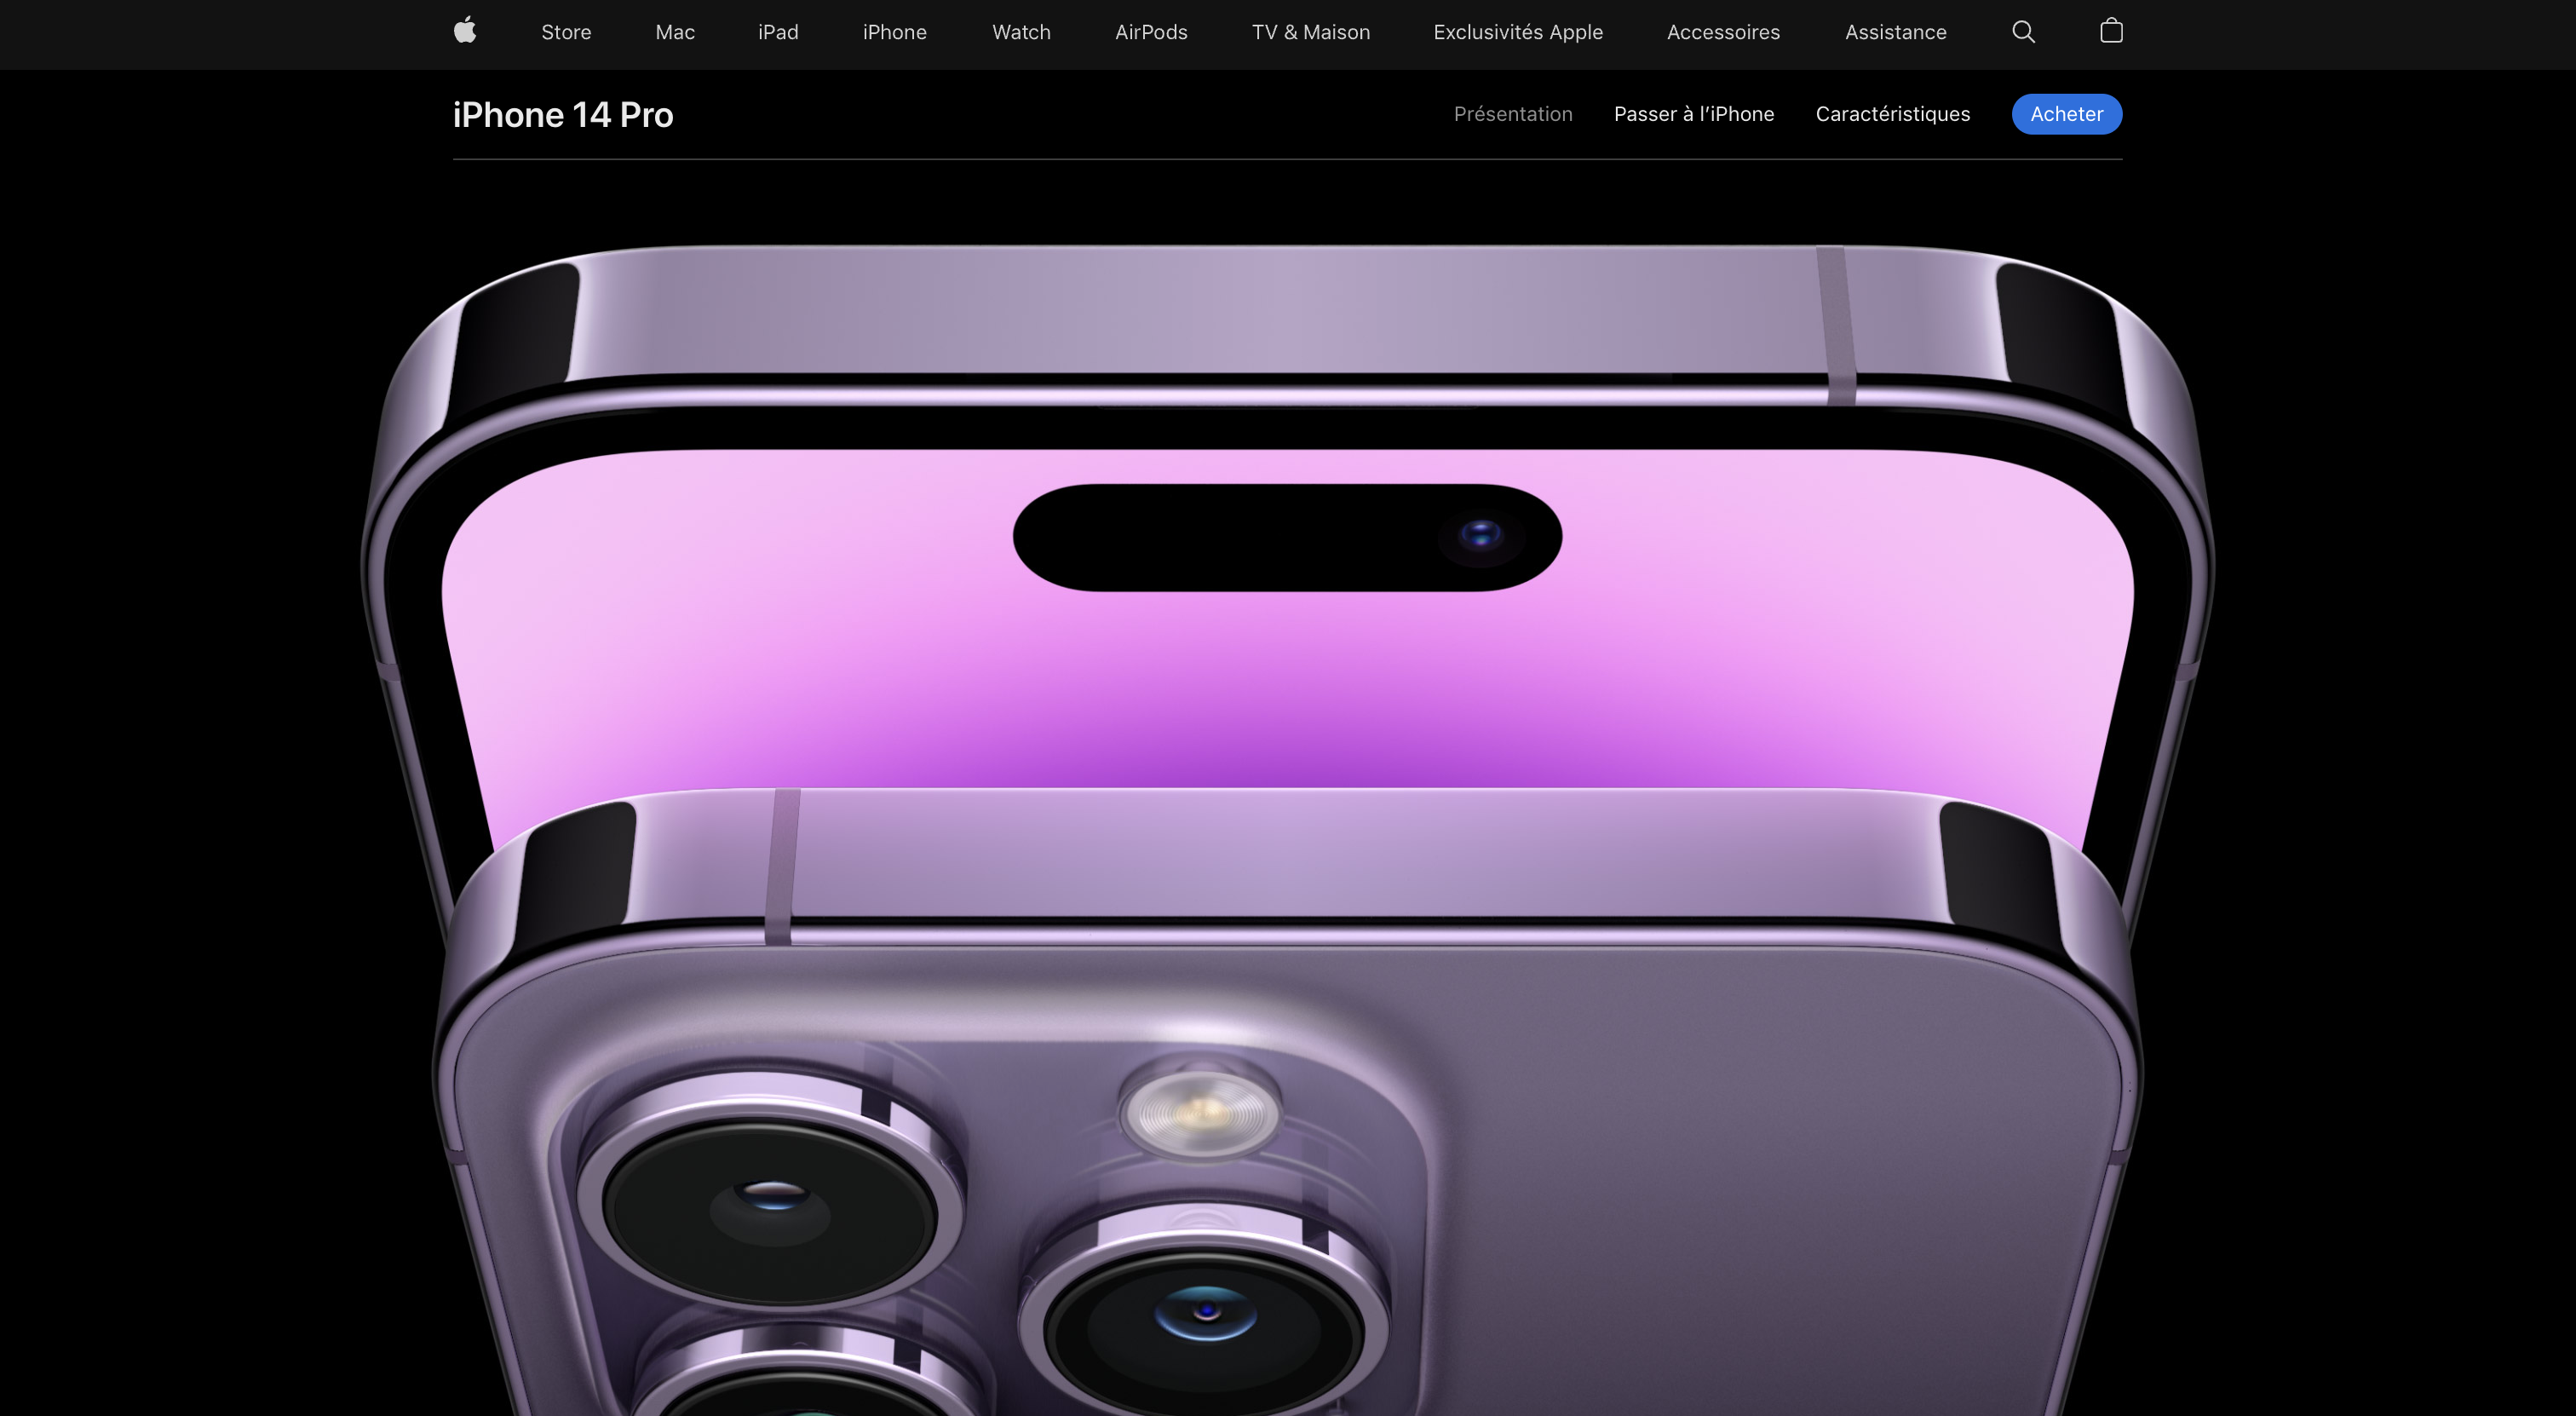 Store Mac iPad iPhone Watch AirPods TV & Maison Exclusivités Apple Accessoires Assistance
iPhone 14 Pro Présentation Passer à l’iPhone Caractéristiques Acheter